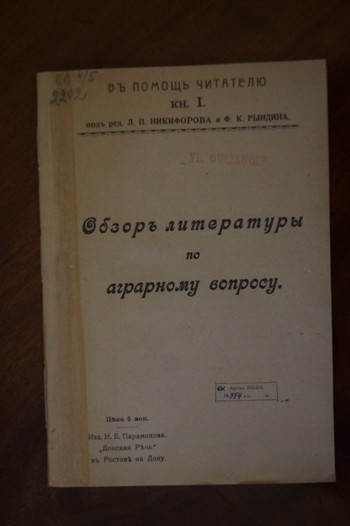 2202
ВЪ ПОМОЩЬ ЧИТАТЕЛЮ
КН. I.
подъ ред. Л. П. НИКИФОРОВА и Ф. К. РЫНДИНА.
Обзоръ литературы
по
аграрному вопросу.
Цѣна 5 коп.
Изд. Н. Е. Парамонова.
„Донская Рѣчь“
въ Ростовѣ на Дону.